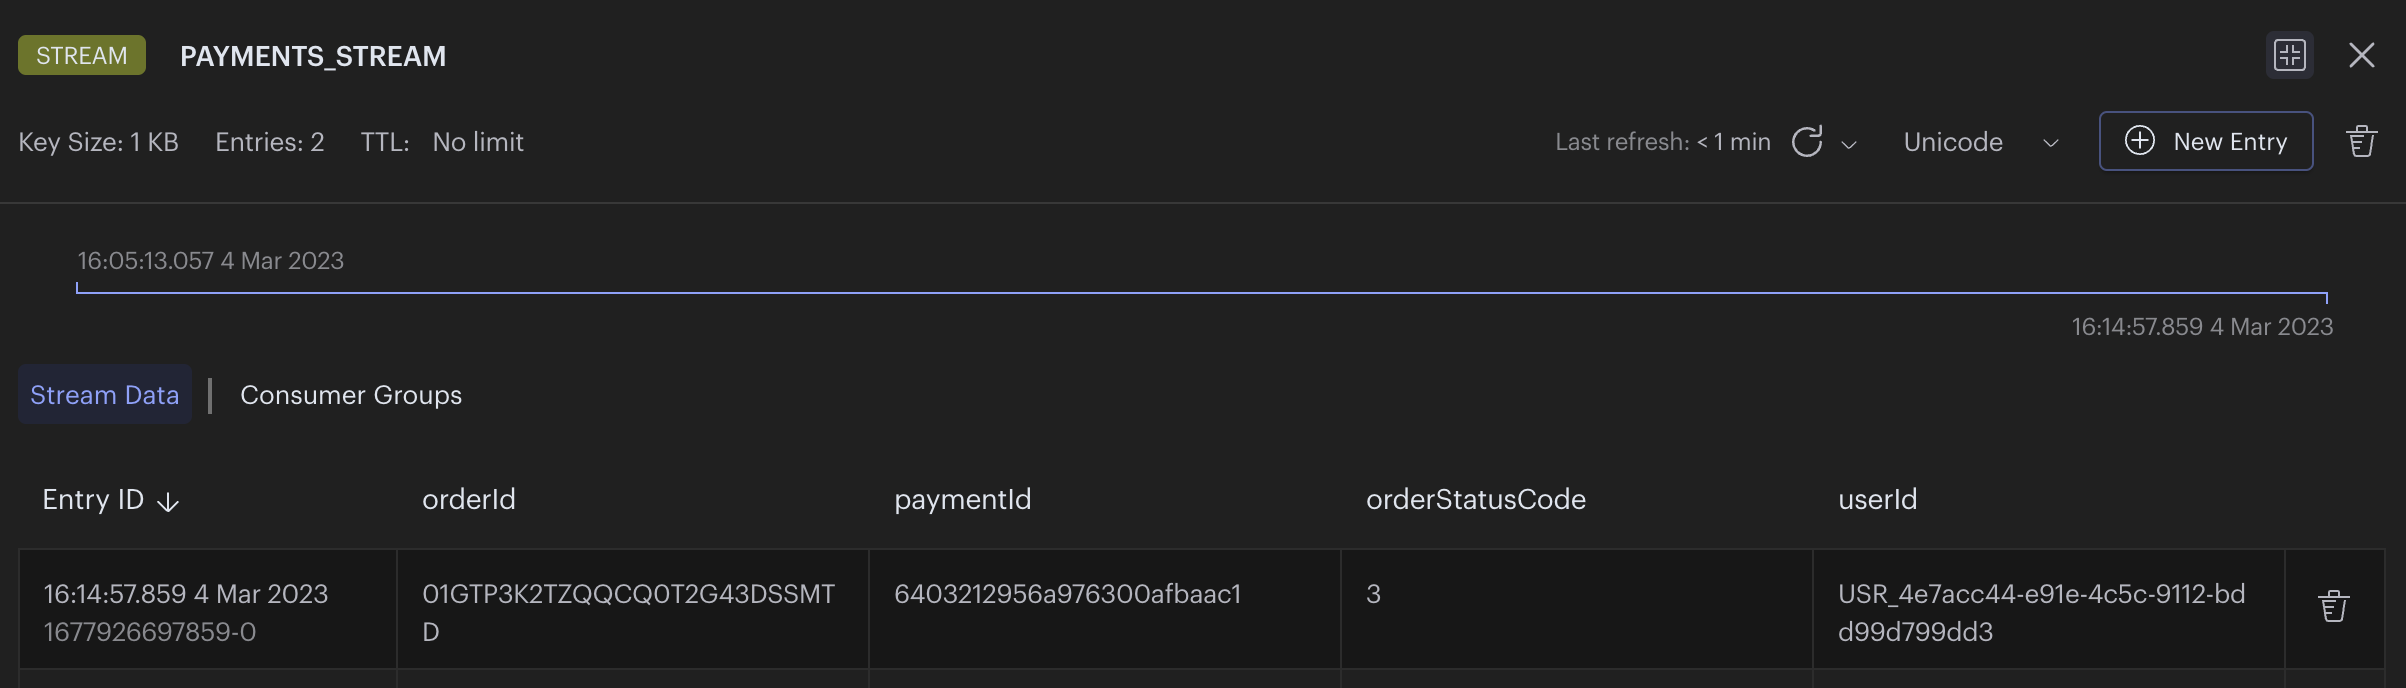 STREAM PAYMENTS_STREAM
Key Size: 1 KB Entries: 2 TTL: No limit Last refresh: < 1 min Unicode New Entry
16:05:13.057 4 Mar 2023
16:14:57.859 4 Mar 2023
Stream Data Consumer Groups
Entry ID orderId paymentId orderStatusCode userId
16:14:57.859 4 Mar 2023 01GTP3K2TZQQCQ0T2G43DSSMT 6403212956a976300afbaac1 3 USR_4e7acc44-e91e-4c5c-9112-bd
1677926697859-0 D d99d799dd3